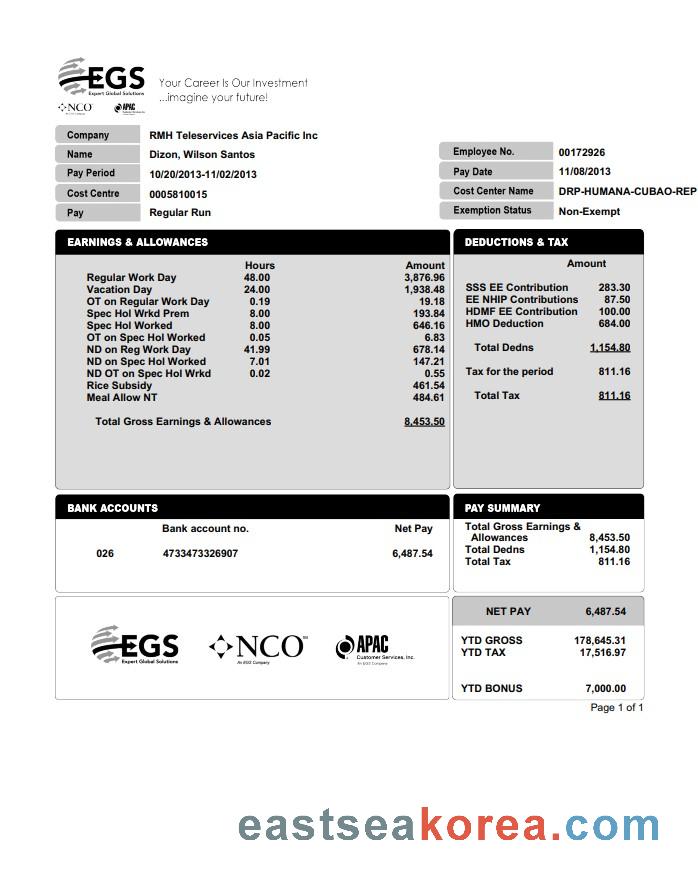 EGS
Expert Global Solutions
Your Career Is Our Investment
...imagine your future!
NCO
APAC
Company RMH Teleservices Asia Pacific Inc
Name Dizon, Wilson Santos
Employee No. 00172926
Pay Period 10/20/2013-11/02/2013
Pay Date 11/08/2013
Cost Centre 0005810015
Cost Center Name DRP-HUMANA-CUBAO-REP
Pay Regular Run
Exemption Status Non-Exempt
EARNINGS & ALLOWANCES
Hours Amount
Regular Work Day 48.00 3,876.96
Vacation Day 24.00 1,938.48
OT on Regular Work Day 0.19 19.18
Spec Hol Wrkd Prem 8.00 193.84
Spec Hol Worked 8.00 646.16
OT on Spec Hol Worked 0.05 6.83
ND on Reg Work Day 41.99 678.14
ND on Spec Hol Worked 7.01 147.21
ND OT on Spec Hol Wrkd 0.02 0.55
Rice Subsidy 461.54
Meal Allow NT 484.61
Total Gross Earnings & Allowances 8,453.50
DEDUCTIONS & TAX
Amount
SSS EE Contribution 283.30
EE NHIP Contributions 87.50
HDMF EE Contribution 100.00
HMO Deduction 684.00
Total Dedns 1,154.80
Tax for the period 811.16
Total Tax 811.16
BANK ACCOUNTS
Bank account no. Net Pay
026 4733473326907 6,487.54
PAY SUMMARY
Total Gross Earnings &
Allowances 8,453.50
Total Dedns 1,154.80
Total Tax 811.16
EGS
Expert Global Solutions
NCO
An EGS Company
APAC
Customer Services, Inc.
An EGS Company
NET PAY 6,487.54
YTD GROSS 178,645.31
YTD TAX 17,516.97
YTD BONUS 7,000.00
Page 1 of 1
eastseakorea.com